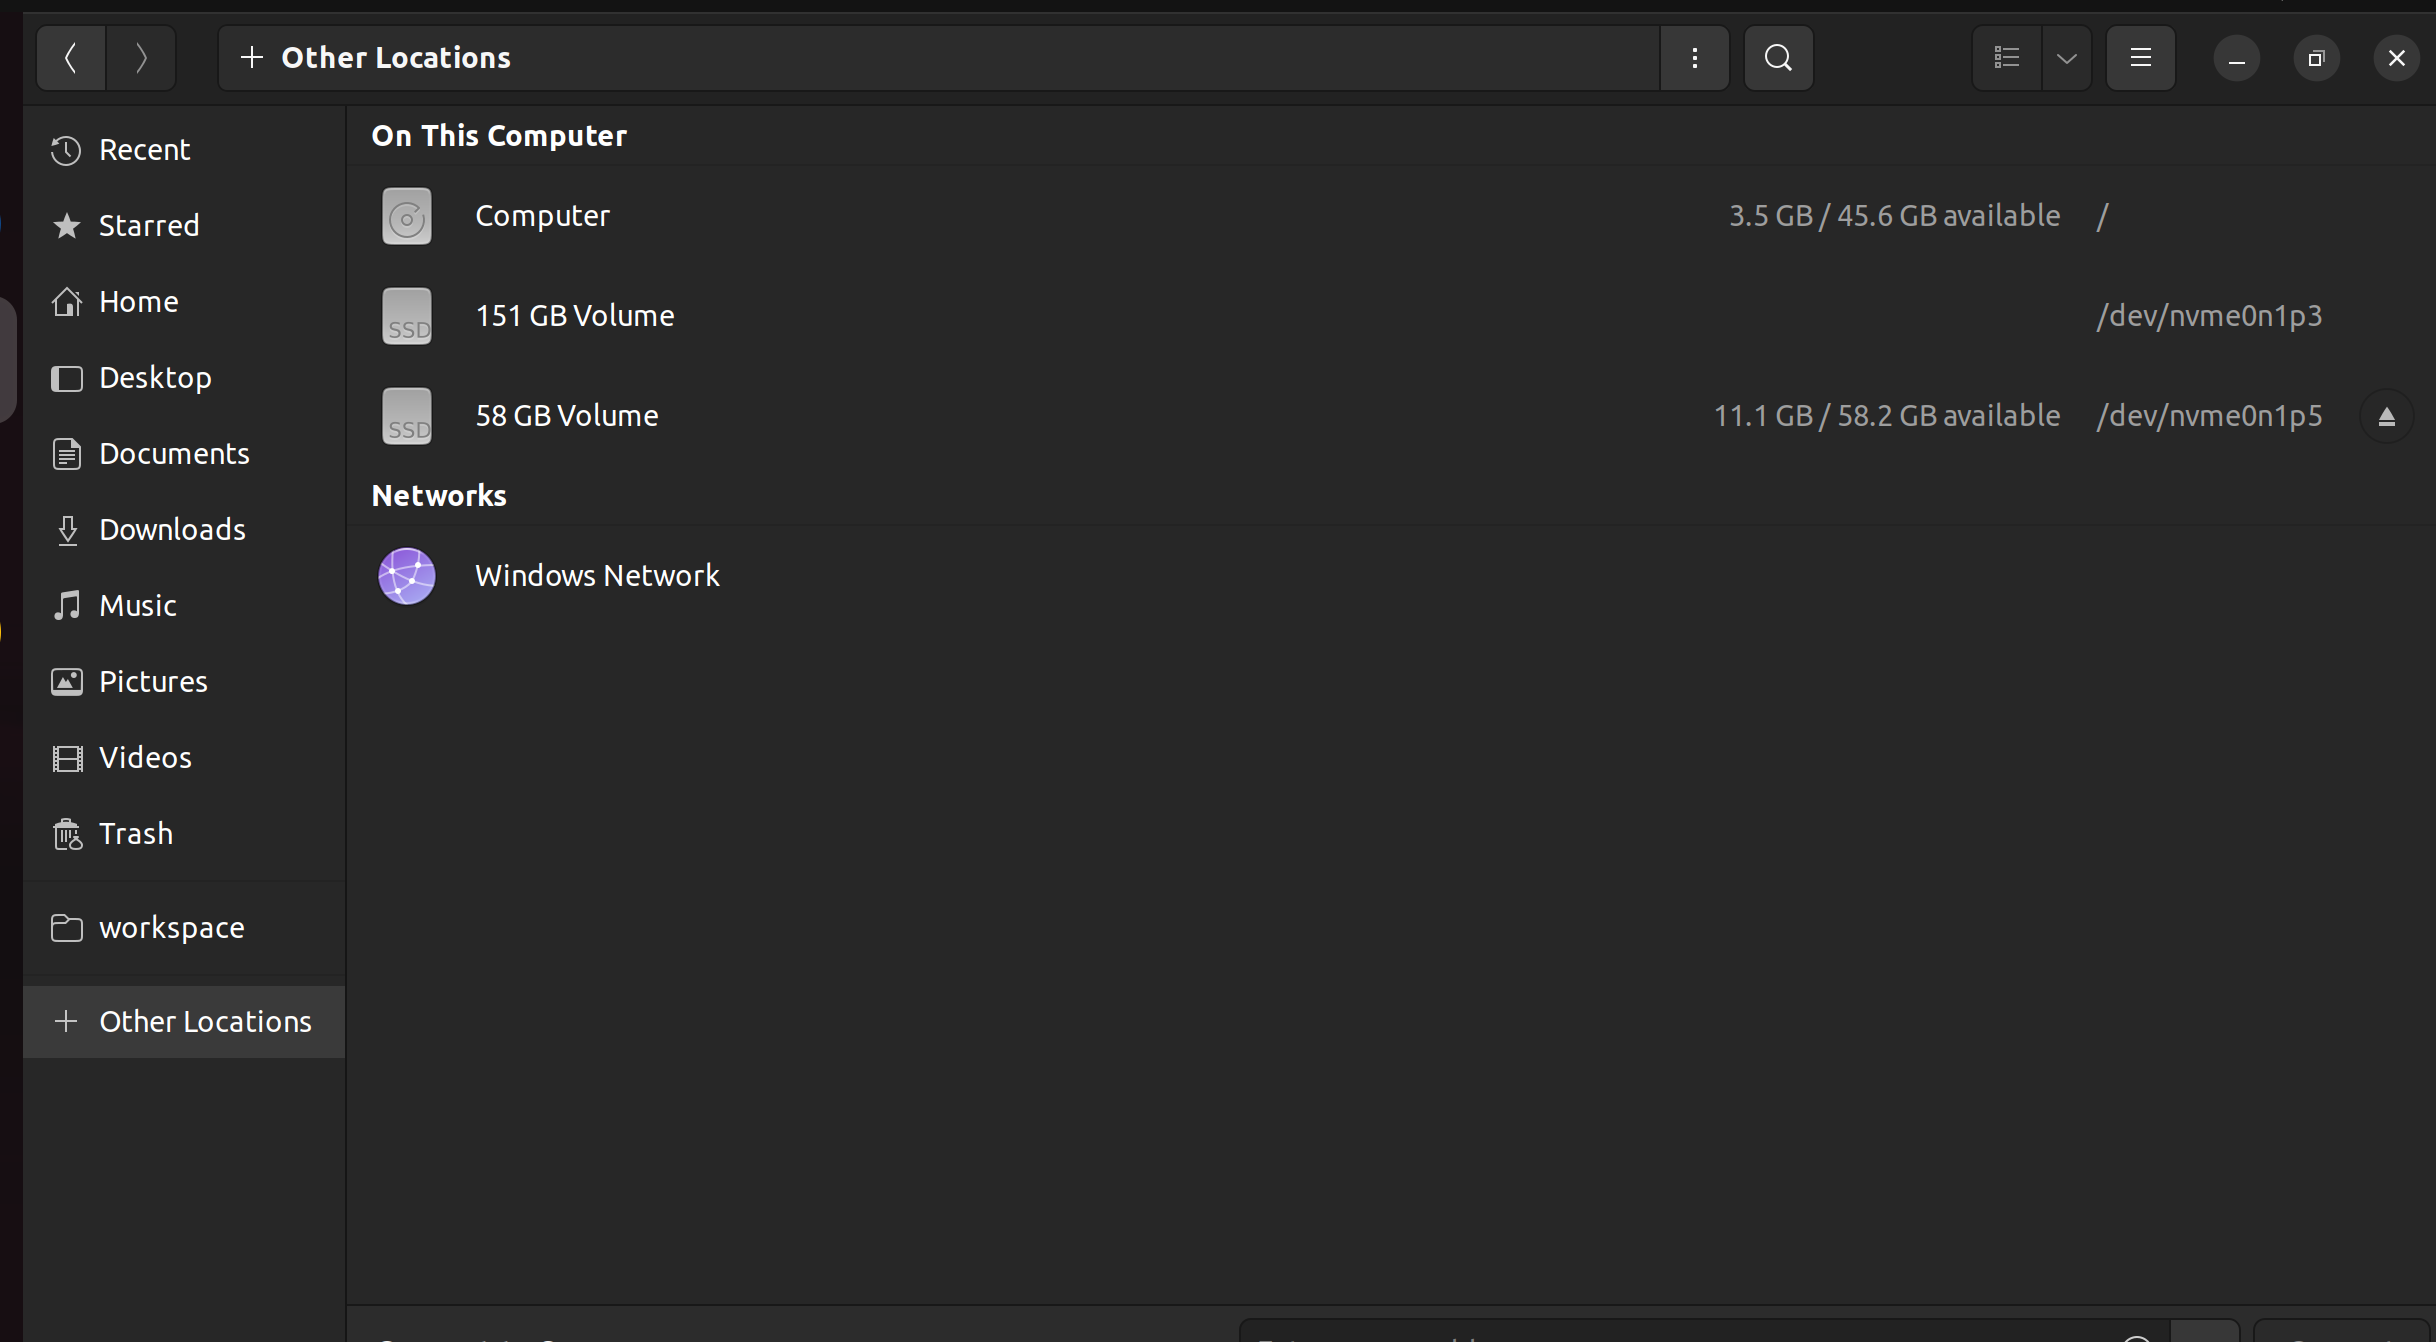 Other Locations
Recent
Starred
Home
Desktop
Documents
Downloads
Music
Pictures
Videos
Trash
workspace
Other Locations
On This Computer
Computer 3.5 GB / 45.6 GB available /
SSD 151 GB Volume /dev/nvme0n1p3
SSD 58 GB Volume 11.1 GB / 58.2 GB available /dev/nvme0n1p5
Networks
Windows Network